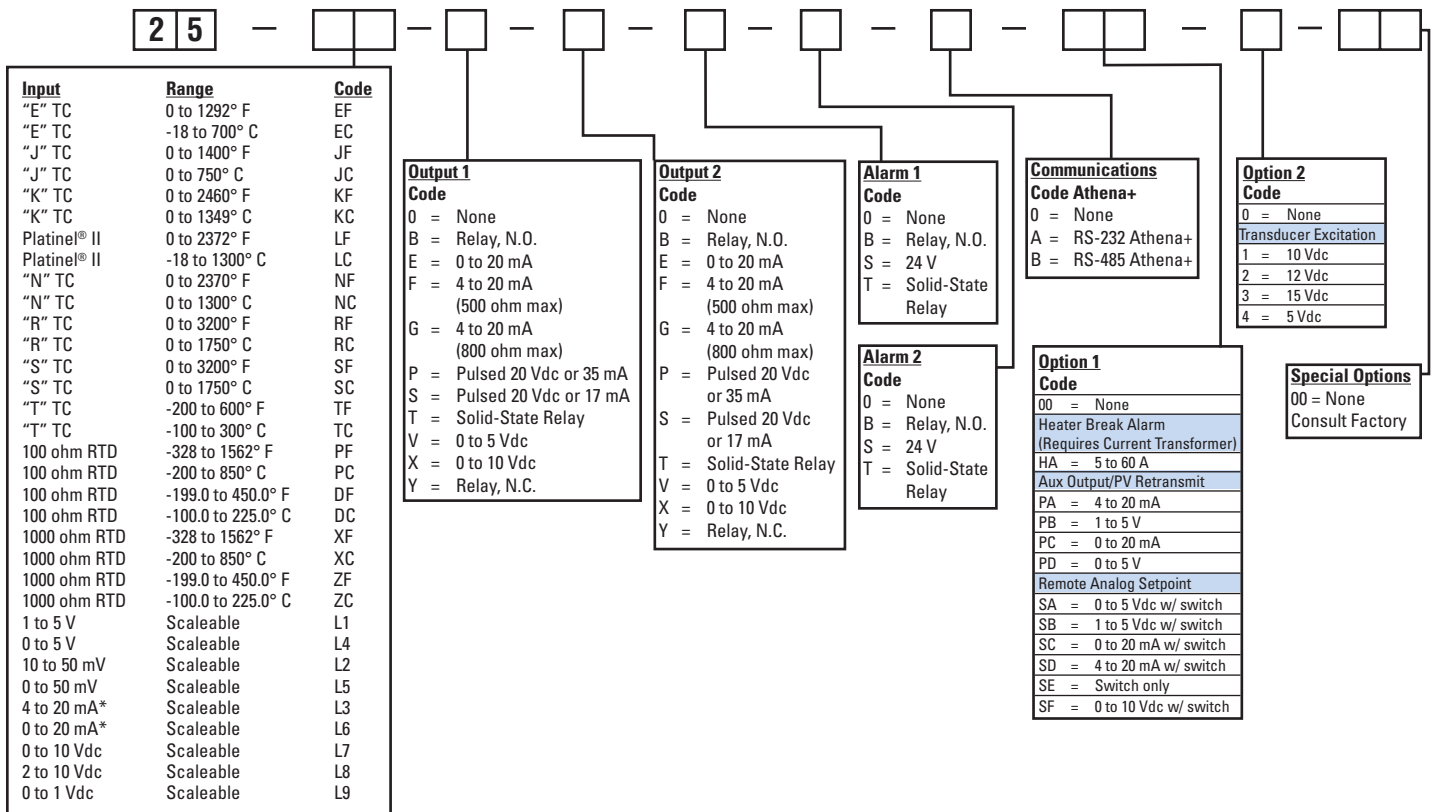 2 5 — — — — — — — —
Input Range Code
“E” TC 0 to 1292° F EF
“E” TC -18 to 700° C EC
“J” TC 0 to 1400° F JF
“J” TC 0 to 750° C JC
“K” TC 0 to 2460° F KF
“K” TC 0 to 1349° C KC
Platinel® II 0 to 2372° F LF
Platinel® II -18 to 1300° C LC
“N” TC 0 to 2370° F NF
“N” TC 0 to 1300° C NC
“R” TC 0 to 3200° F RF
“R” TC 0 to 1750° C RC
“S” TC 0 to 3200° F SF
“S” TC 0 to 1750° C SC
“T” TC -200 to 600° F TF
“T” TC -100 to 300° C TC
100 ohm RTD -328 to 1562° F PF
100 ohm RTD -200 to 850° C PC
100 ohm RTD -199.0 to 450.0° F DF
100 ohm RTD -100.0 to 225.0° C DC
1000 ohm RTD -328 to 1562° F XF
1000 ohm RTD -200 to 850° C XC
1000 ohm RTD -199.0 to 450.0° F ZF
1000 ohm RTD -100.0 to 225.0° C ZC
1 to 5 V Scaleable L1
0 to 5 V Scaleable L4
10 to 50 mV Scaleable L2
0 to 50 mV Scaleable L5
4 to 20 mA* Scaleable L3
0 to 20 mA* Scaleable L6
0 to 10 Vdc Scaleable L7
2 to 10 Vdc Scaleable L8
0 to 1 Vdc Scaleable L9
Output 1
Code
0 = None
B = Relay, N.O.
E = 0 to 20 mA
F = 4 to 20 mA
(500 ohm max)
G = 4 to 20 mA
(800 ohm max)
P = Pulsed 20 Vdc or 35 mA
S = Pulsed 20 Vdc or 17 mA
T = Solid-State Relay
V = 0 to 5 Vdc
X = 0 to 10 Vdc
Y = Relay, N.C.
Output 2
Code
0 = None
B = Relay, N.O.
E = 0 to 20 mA
F = 4 to 20 mA
(500 ohm max)
G = 4 to 20 mA
(800 ohm max)
P = Pulsed 20 Vdc
or 35 mA
S = Pulsed 20 Vdc
or 17 mA
T = Solid-State Relay
V = 0 to 5 Vdc
X = 0 to 10 Vdc
Y = Relay, N.C.
Alarm 1
Code
0 = None
B = Relay, N.O.
S = 24 V
T = Solid-State
Relay
Alarm 2
Code
0 = None
B = Relay, N.O.
S = 24 V
T = Solid-State
Relay
Communications
Code Athena+
0 = None
A = RS-232 Athena+
B = RS-485 Athena+
Option 1
Code
00 = None
Heater Break Alarm
(Requires Current Transformer)
HA = 5 to 60 A
Aux Output/PV Retransmit
PA = 4 to 20 mA
PB = 1 to 5 V
PC = 0 to 20 mA
PD = 0 to 5 V
Remote Analog Setpoint
SA = 0 to 5 Vdc w/ switch
SB = 1 to 5 Vdc w/ switch
SC = 0 to 20 mA w/ switch
SD = 4 to 20 mA w/ switch
SE = Switch only
SF = 0 to 10 Vdc w/ switch
Option 2
Code
0 = None
Transducer Excitation
1 = 10 Vdc
2 = 12 Vdc
3 = 15 Vdc
4 = 5 Vdc
Special Options
00 = None
Consult Factory